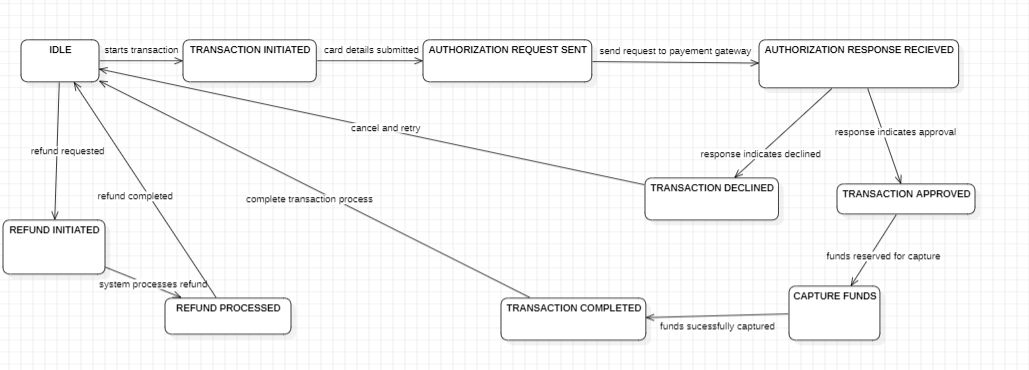 IDLE
starts transaction
TRANSACTION INITIATED
card details submitted
AUTHORIZATION REQUEST SENT
send request to payement gateway
AUTHORIZATION RESPONSE RECIEVED
cancel and retry
response indicates approval
refund requested
response indicates declined
TRANSACTION DECLINED
TRANSACTION APPROVED
refund completed
complete transaction process
REFUND INITIATED
funds reserved for capture
system processes refund
CAPTURE FUNDS
REFUND PROCESSED
TRANSACTION COMPLETED
funds sucessfully captured